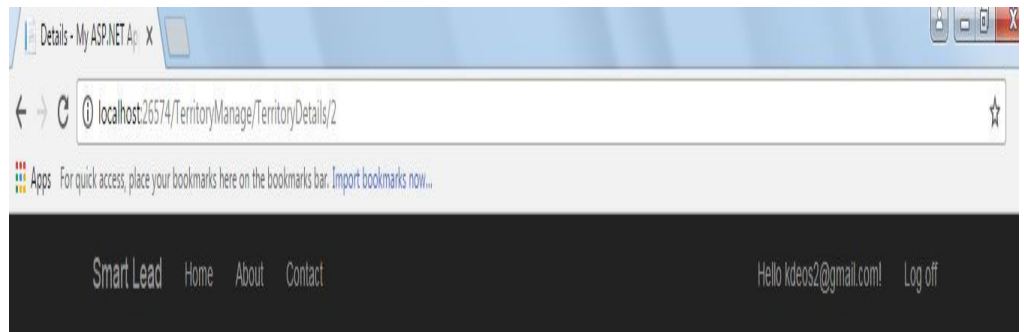 Details - My ASP.NET Ap
localhost:26574/TerritoryManage/TerritoryDetails/2
Apps For quick access, place your bookmarks here on the bookmarks bar. Import bookmarks now...
Smart Lead Home About Contact Hello kdeos2@gmail.com! Log off